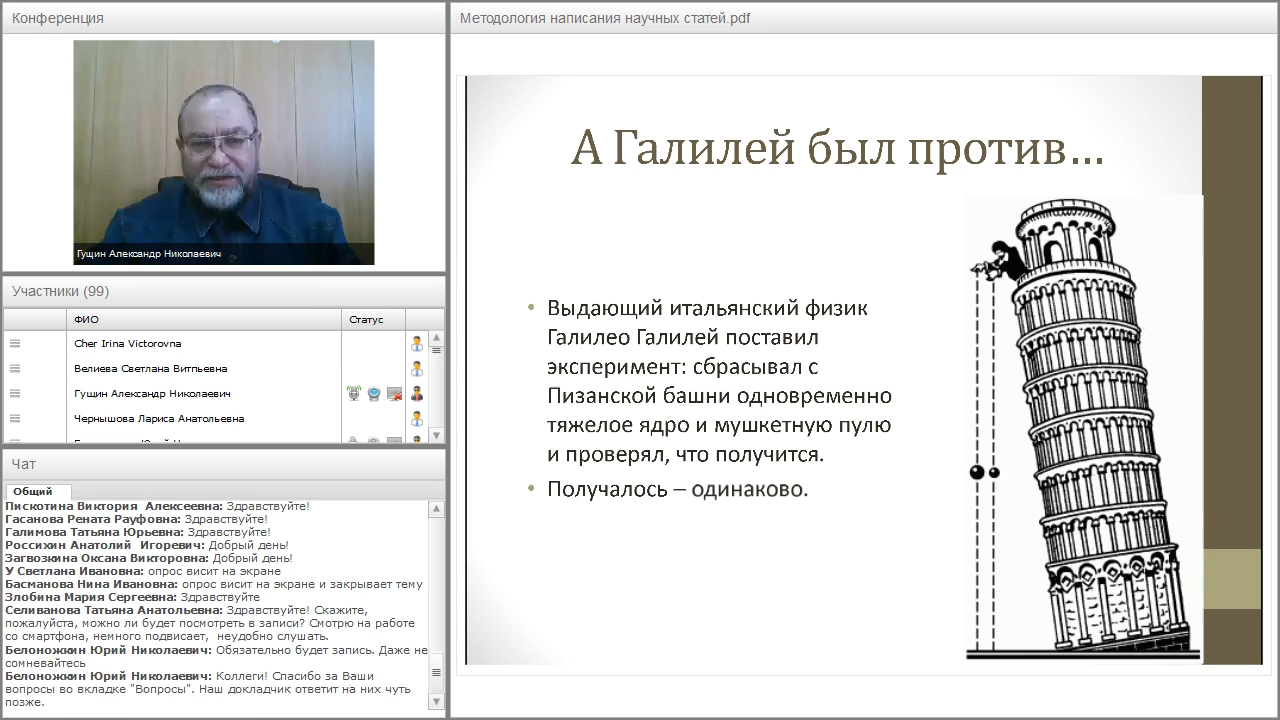 Конференция
Гущин Александр Николаевич
Участники (99)
ФИО
Статус
Cher Irina Victorovna
Велиева Светлана Витпьевна
Гущин Александр Николаевич
Чернышова Лариса Анатольевна
Чат
Общий
Пискотина Виктория Алексеевна: Здравствуйте!
Гасанова Рената Рауфовна: Здравствуйте!
Галимова Татьяна Юрьевна: Здравствуйте!
Россихин Анатолий Игоревич: Добрый день!
Загвозкина Оксана Викторовна: Добрый день!
У Светлана Ивановна: опрос висит на экране
Басманова Нина Ивановна: опрос висит на экране и закрывает тему
Злобина Мария Сергеевна: Здравствуйте
Селиванова Татьяна Анатольевна: Здравствуйте! Скажите,
пожалуйста, можно ли будет посмотреть в записи? Смотрю на работе
со смартфона, немного подвисает, неудобно слушать.
Белоножкин Юрий Николаевич: Обязательно будет запись. Даже не
сомневайтесь
Белоножкин Юрий Николаевич: Коллеги! Спасибо за Ваши
вопросы во вкладке "Вопросы". Наш докладчик ответит на них чуть
позже.
Методология написания научных статей.pdf
А Галилей был против...
• Выдающий итальянский физик
Галилео Галилей поставил
эксперимент: сбрасывал с
Пизанской башни одновременно
тяжелое ядро и мушкетную пулю
и проверял, что получится.
• Получалось – одинаково.